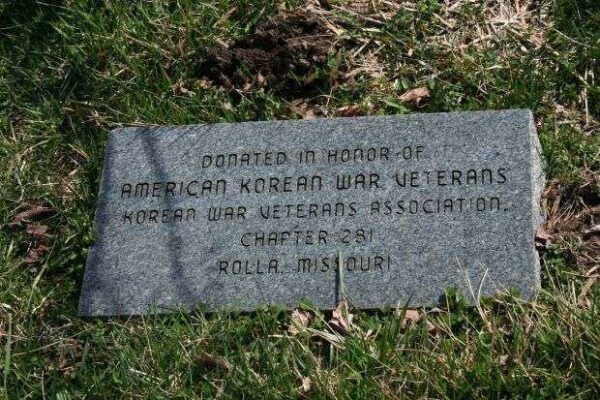 DONATED IN HONOR OF
AMERICAN KOREAN WAR VETERANS
KOREAN WAR VETERANS ASSOCIATION,
CHAPTER 281
ROLLA, MISSOURI